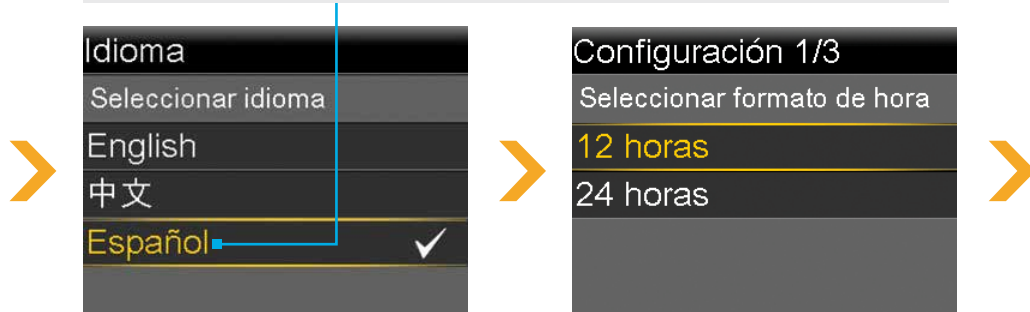 Idioma
Seleccionar idioma
English
中文
Español
Configuración 1/3
Seleccionar formato de hora
12 horas
24 horas